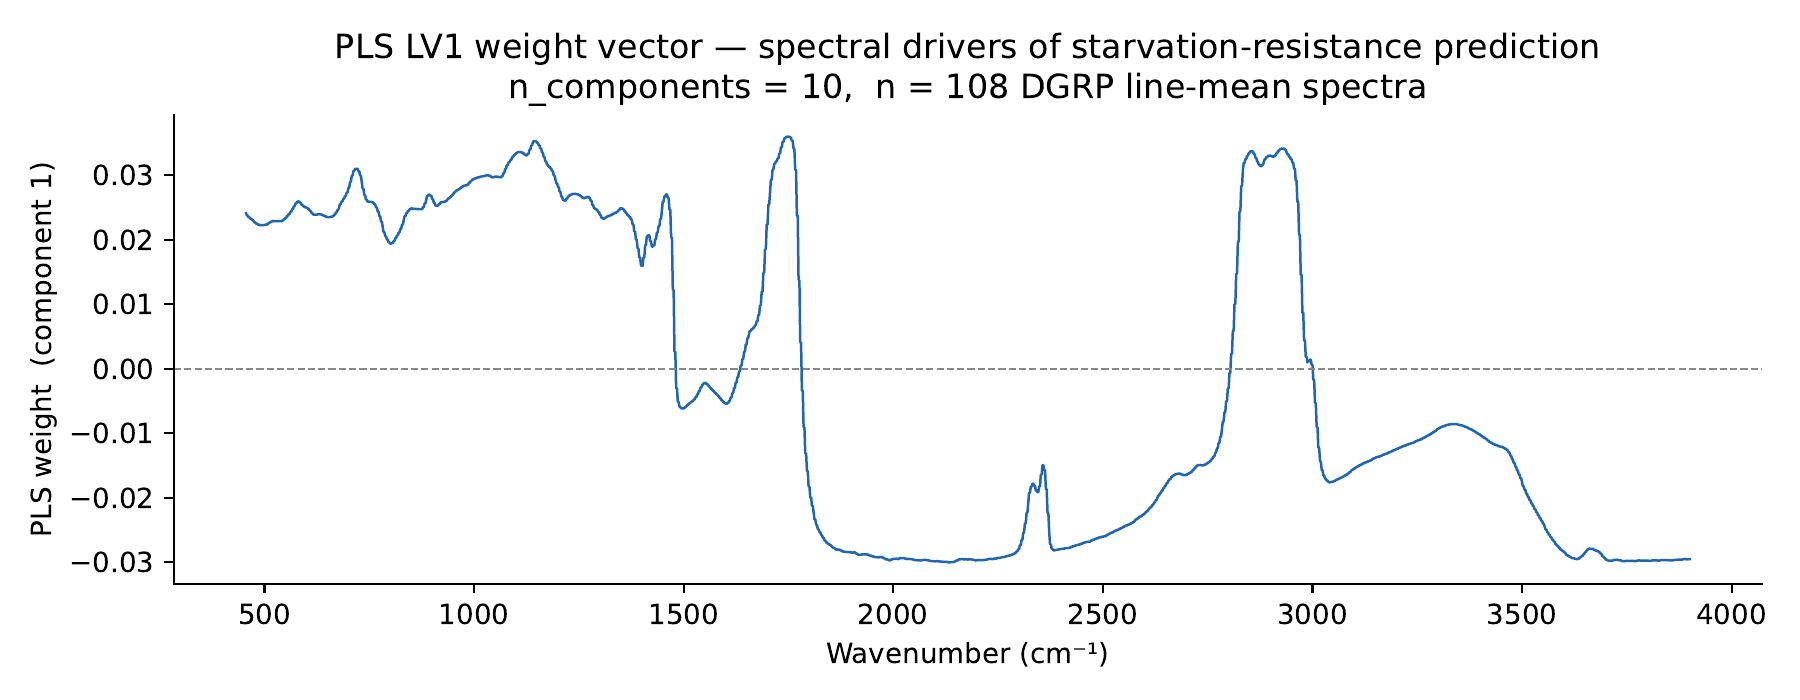 PLS LV1 weight vector — spectral drivers of starvation-resistance prediction
n_components = 10,  n = 108 DGRP line-mean spectra
PLS weight  (component 1)
0.03
0.02
0.01
0.00
−0.01
−0.02
−0.03
500 1000 1500 2000 2500 3000 3500 4000
Wavenumber (cm⁻¹)